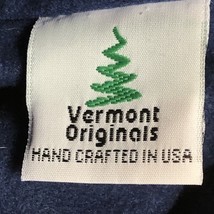 Vermont
Originals
HAND CRAFTED IN USA